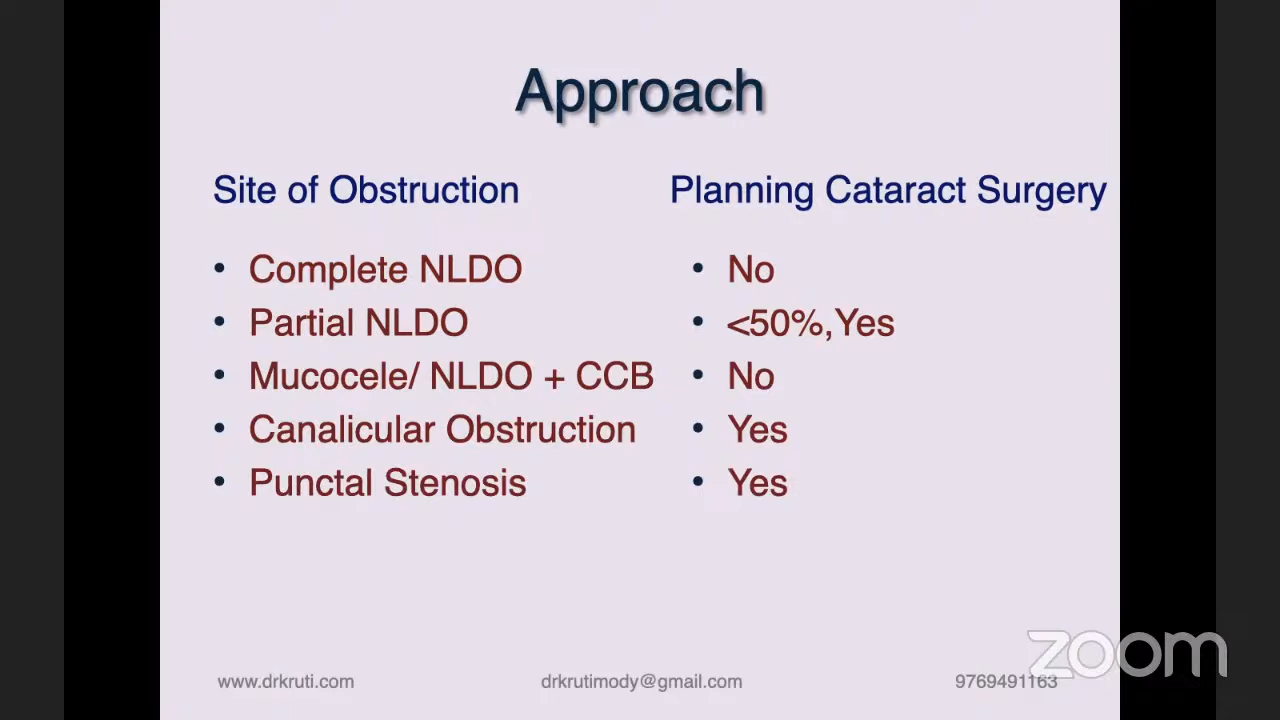 Approach
Site of Obstruction
Planning Cataract Surgery
• Complete NLDO
• No
• Partial NLDO
• <50%,Yes
• Mucocele/ NLDO + CCB
• No
• Canalicular Obstruction
• Yes
• Punctal Stenosis
• Yes
zoom
www.drkruti.com
drkrutimody@gmail.com
9769491163